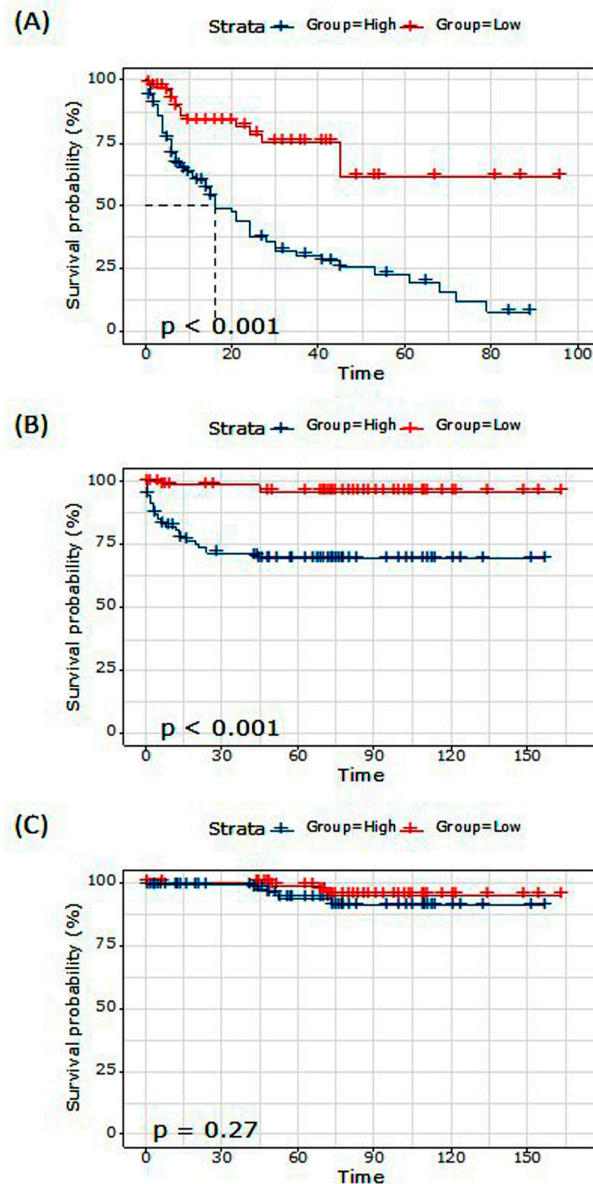 (A)
Strata Group=High Group=Low
Survival probability (%)
100
75
50
25
0
p < 0.001
0 20 40 60 80 100
Time
(B)
Strata Group=High Group=Low
Survival probability (%)
100
75
50
25
0
p < 0.001
0 30 60 90 120 150
Time
(C)
Strata Group=High Group=Low
Survival probability (%)
100
75
50
25
0
p = 0.27
0 30 60 90 120 150
Time